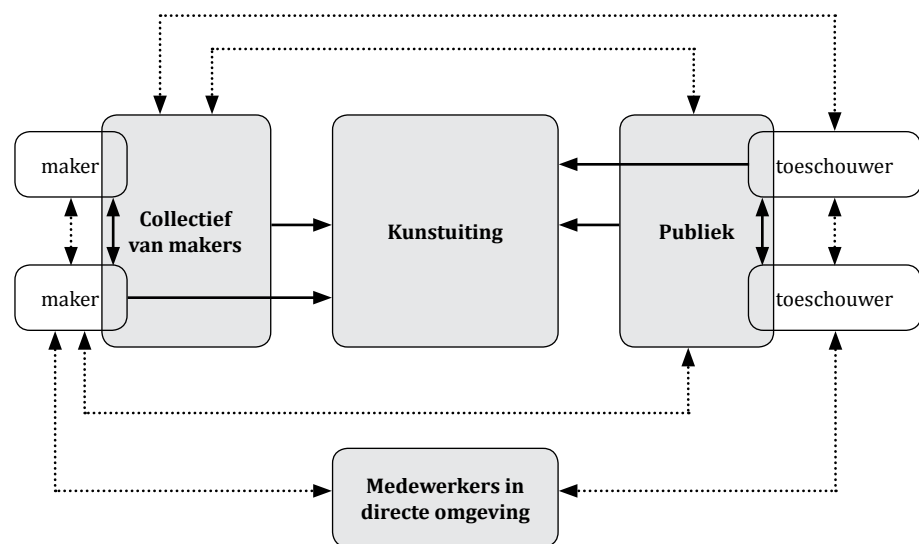 maker
toeschouwer
Collectief
van makers
Kunstuiting
Publiek
maker
toeschouwer
Medewerkers in
directe omgeving